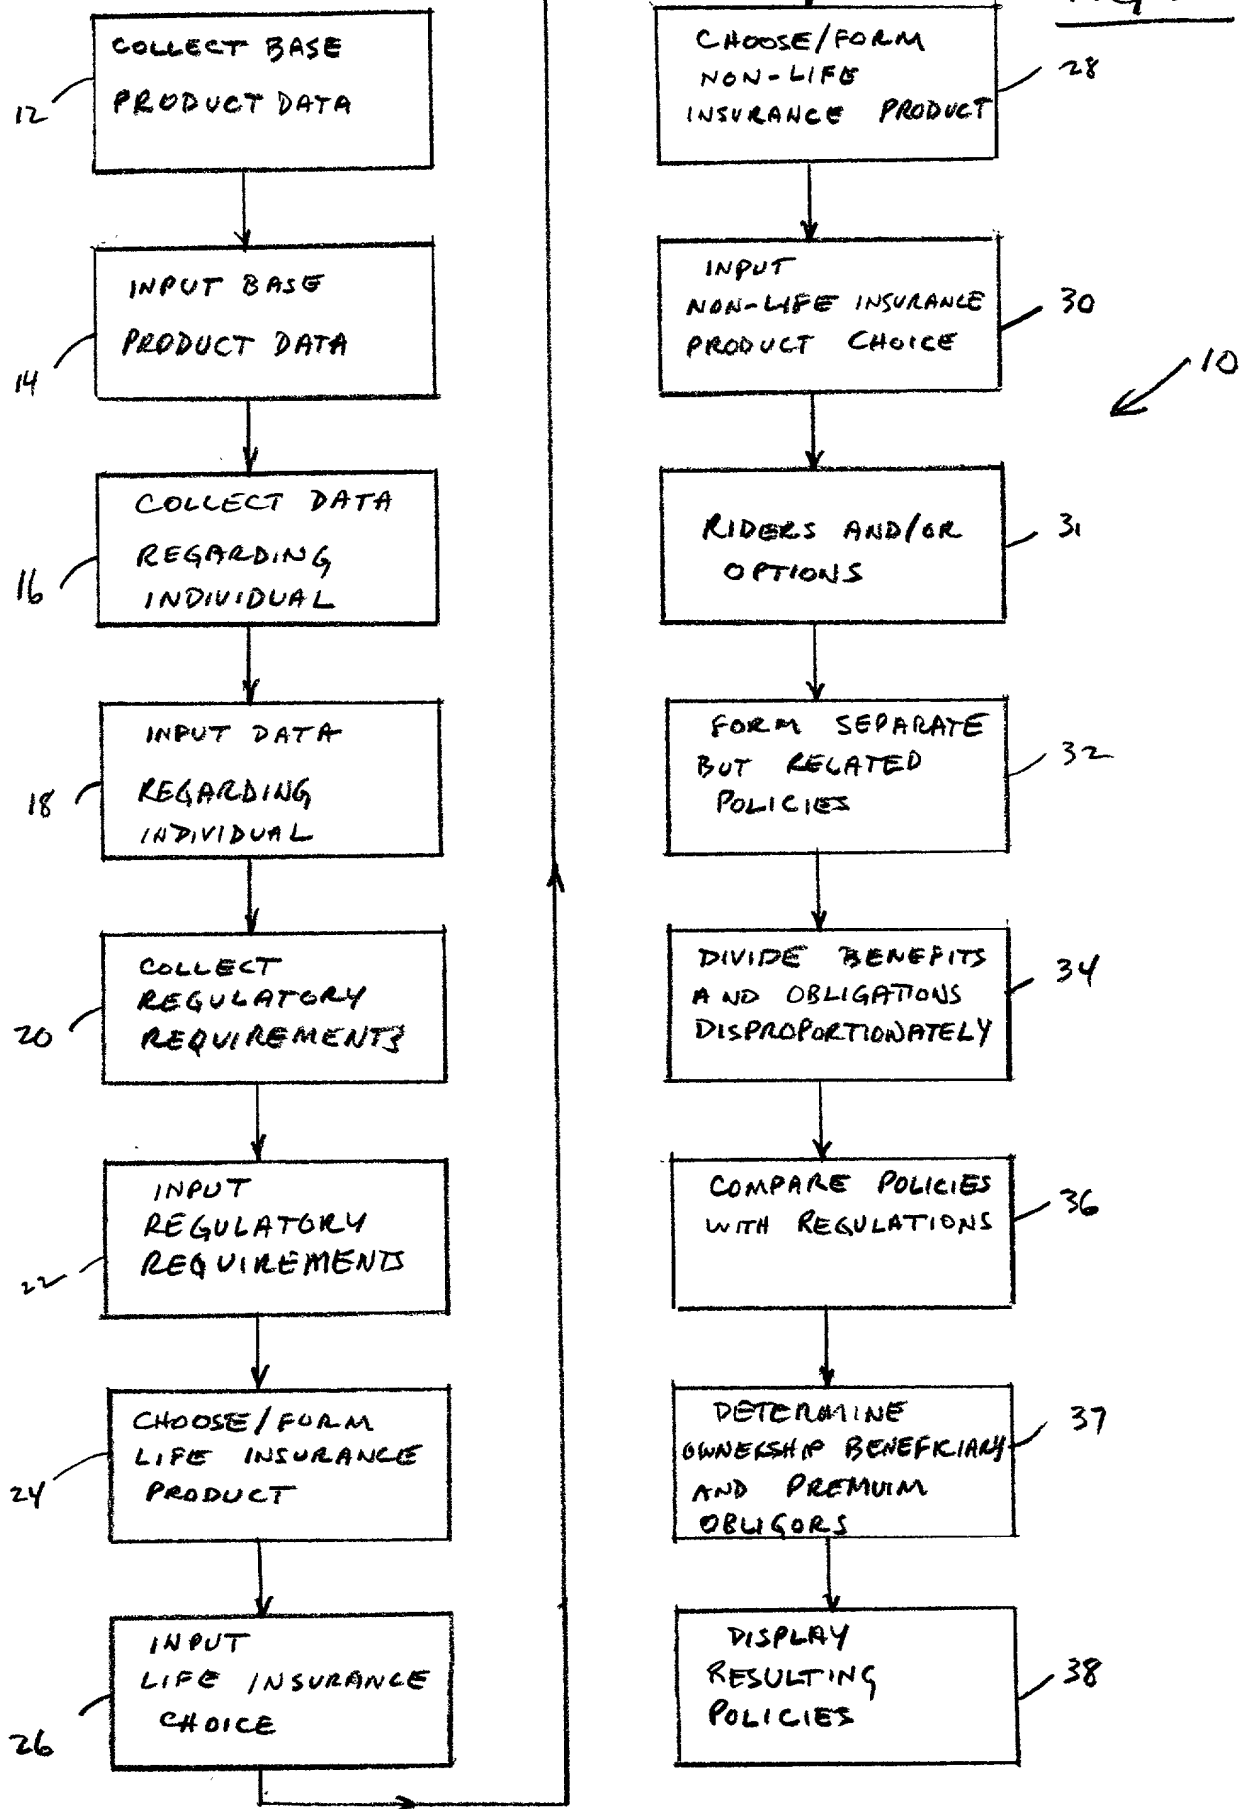 COLLECT BASE
PRODUCT DATA
12
INPUT BASE
PRODUCT DATA
14
COLLECT DATA
REGARDING
INDIVIDUAL
16
INPUT DATA
REGARDING
INDIVIDUAL
18
COLLECT
REGULATORY
REQUIREMENTS
20
INPUT
REGULATORY
REQUIREMENTS
22
CHOOSE/FORM
LIFE INSURANCE
PRODUCT
24
INPUT
LIFE INSURANCE
CHOICE
26
CHOOSE/FORM
NON-LIFE
INSURANCE PRODUCT
28
INPUT
NON-LIFE INSURANCE
PRODUCT CHOICE
30
10
RIDERS AND/OR
OPTIONS
31
FORM SEPARATE
BUT RELATED
POLICIES
32
DIVIDE BENEFITS
AND OBLIGATIONS
DISPROPORTIONATELY
34
COMPARE POLICIES
WITH REGULATIONS
36
DETERMINE
OWNERSHIP BENEFICIARY
AND PREMUIM
OBLIGORS
37
DISPLAY
RESULTING
POLICIES
38